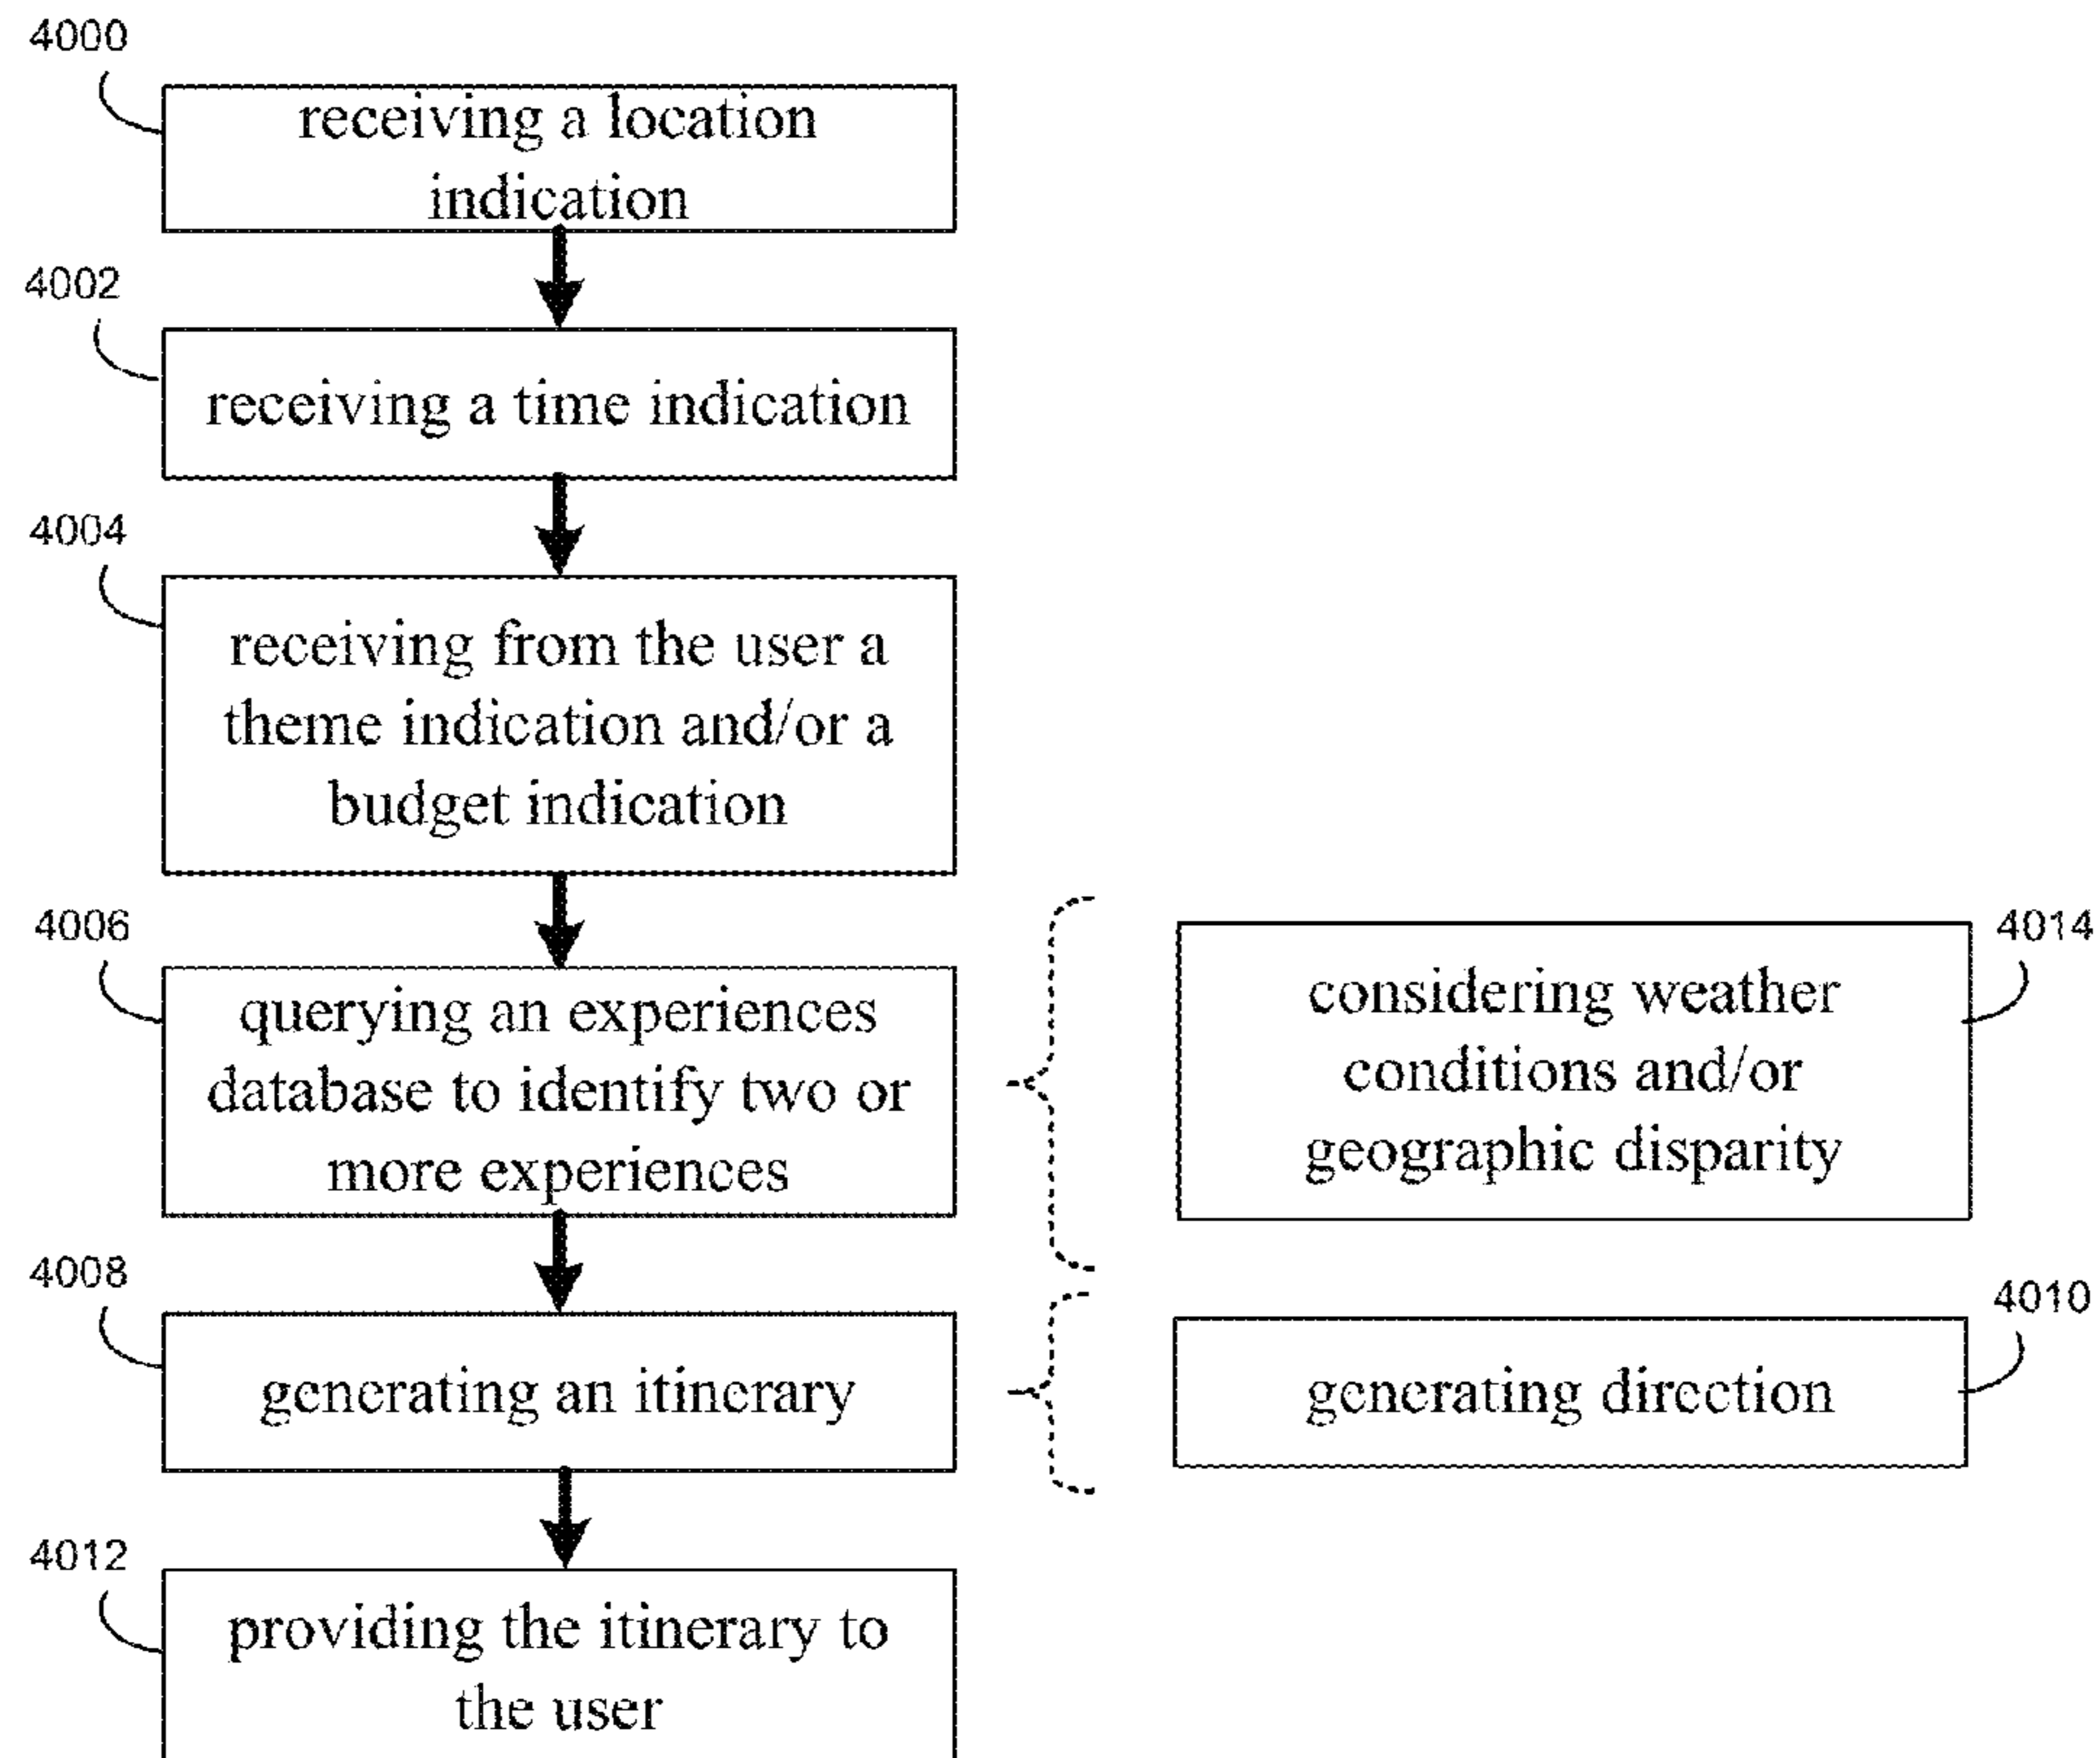 4000
receiving a location
indication
4002
receiving a time indication
4004
receiving from the user a
theme indication and/or a
budget indication
4006
querying an experiences
database to identify two or
more experiences
4014
considering weather
conditions and/or
geographic disparity
4008
generating an itinerary
4010
generating direction
4012
providing the itinerary to
the user